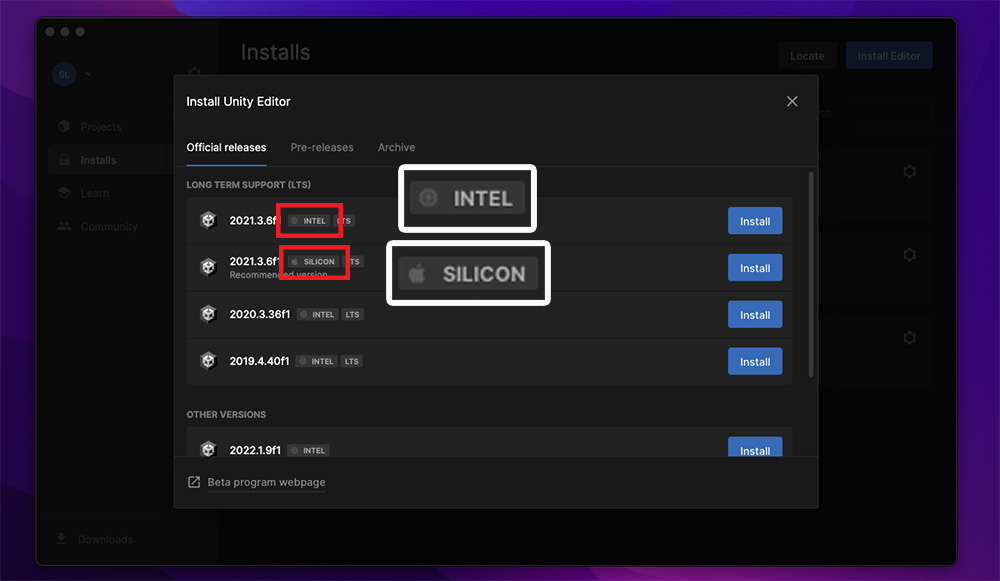 Installs
Locate
Install Editor
SL
Install Unity Editor
Projects
Installs
Learn
Community
Official releases
Pre-releases
Archive
LONG TERM SUPPORT (LTS)
2021.3.6f1 INTEL LTS
Install
INTEL
2021.3.6f1 SILICON LTS
Recommended version
Install
SILICON
2020.3.36f1 INTEL LTS
Install
2019.4.40f1 INTEL LTS
Install
OTHER VERSIONS
2022.1.9f1 INTEL
Install
Beta program webpage
Downloads